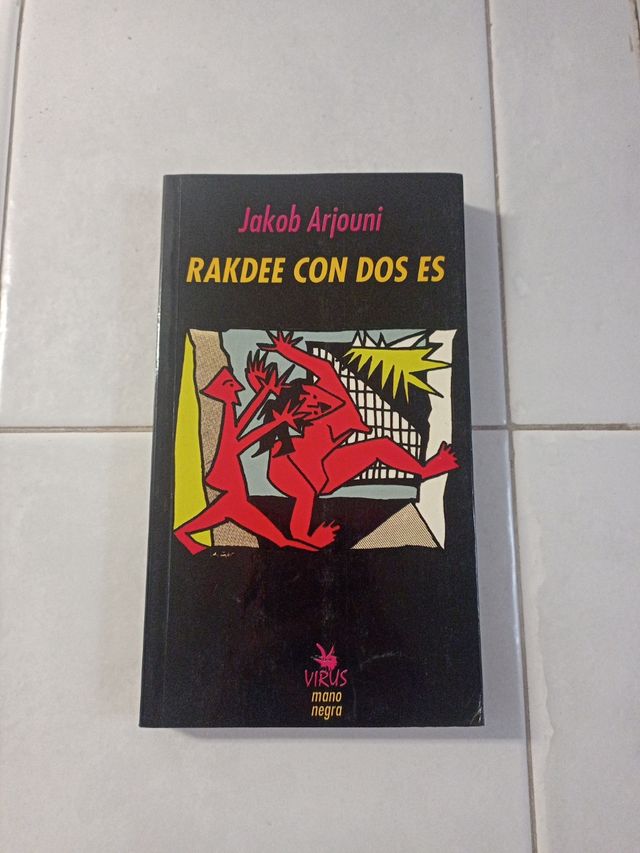 Jakob Arjouni
RAKDEE CON DOS ES
VIRUS
mano
negra